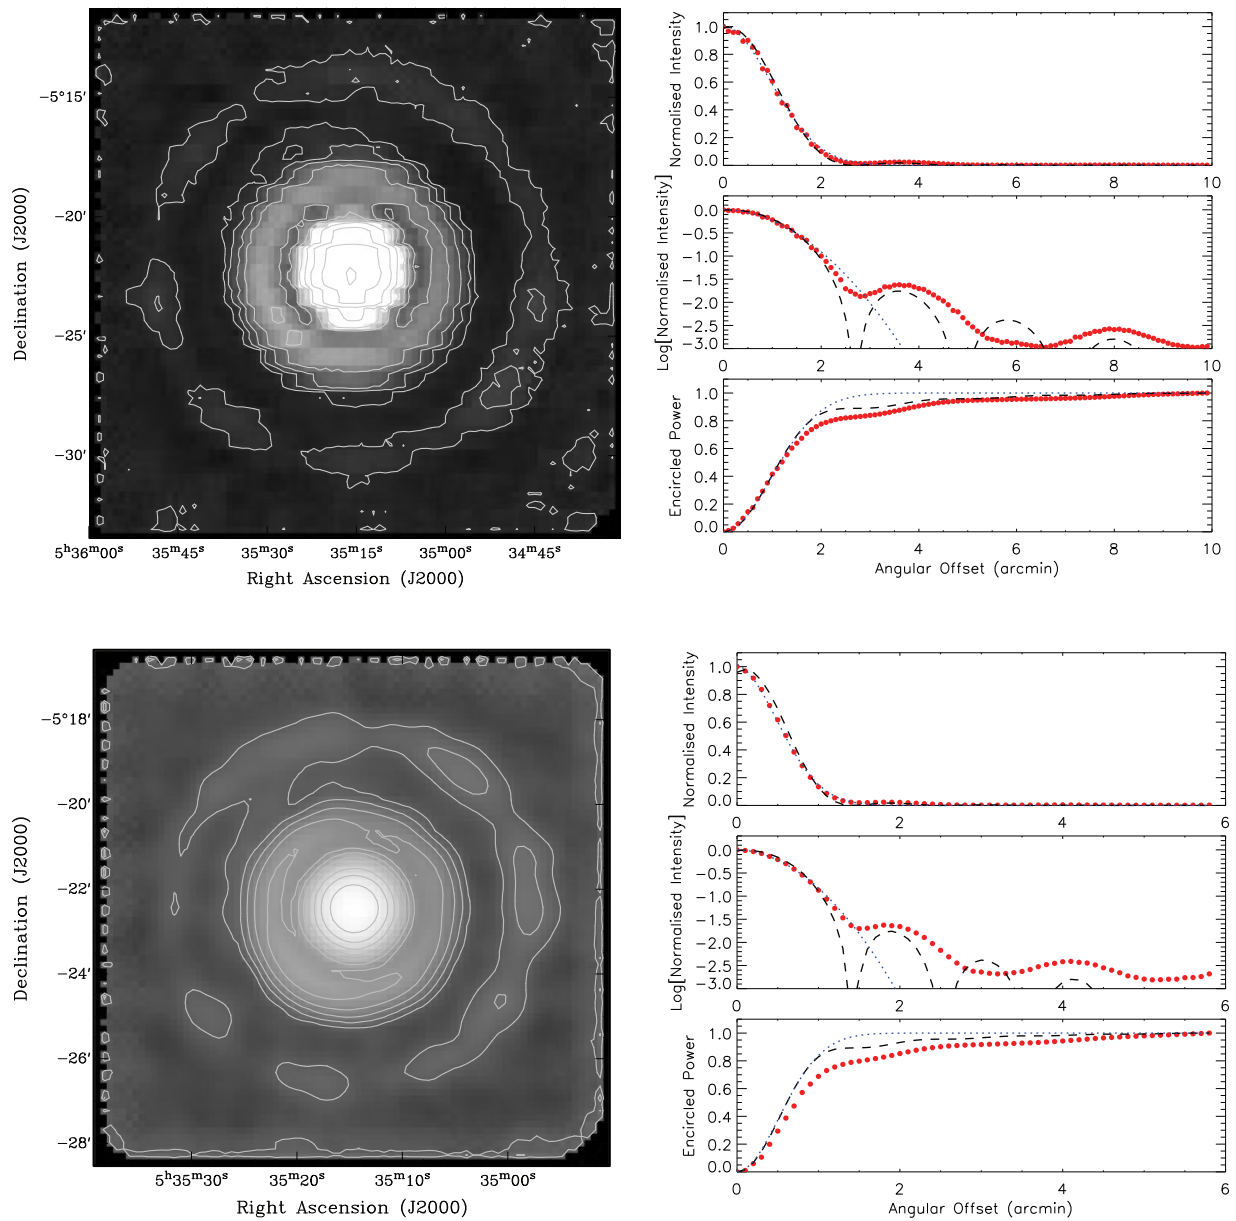 −5°15′
−20′
−25′
−30′
Declination (J2000)
5ʰ36ᵐ00ˢ 35ᵐ45ˢ 35ᵐ30ˢ 35ᵐ15ˢ 35ᵐ00ˢ 34ᵐ45ˢ
Right Ascension (J2000)
Normalised Intensity
1.0
0.8
0.6
0.4
0.2
0.0
0 2 4 6 8 10
Log[Normalised Intensity]
0.0
−0.5
−1.0
−1.5
−2.0
−2.5
−3.0
0 2 4 6 8 10
Encircled Power
1.0
0.8
0.6
0.4
0.2
0.0
0 2 4 6 8 10
Angular Offset (arcmin)
−5°18′
−20′
−22′
−24′
−26′
−28′
Declination (J2000)
5ʰ35ᵐ30ˢ 35ᵐ20ˢ 35ᵐ10ˢ 35ᵐ00ˢ
Right Ascension (J2000)
Normalised Intensity
1.0
0.8
0.6
0.4
0.2
0.0
0 2 4 6
Log[Normalised Intensity]
0.0
−0.5
−1.0
−1.5
−2.0
−2.5
−3.0
0 2 4 6
Encircled Power
1.0
0.8
0.6
0.4
0.2
0.0
0 2 4 6
Angular Offset (arcmin)